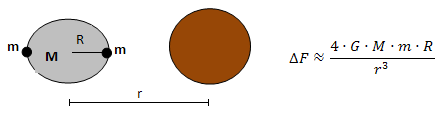 m M R m
r
ΔF ≈ 4 · G · M · m · R / r³